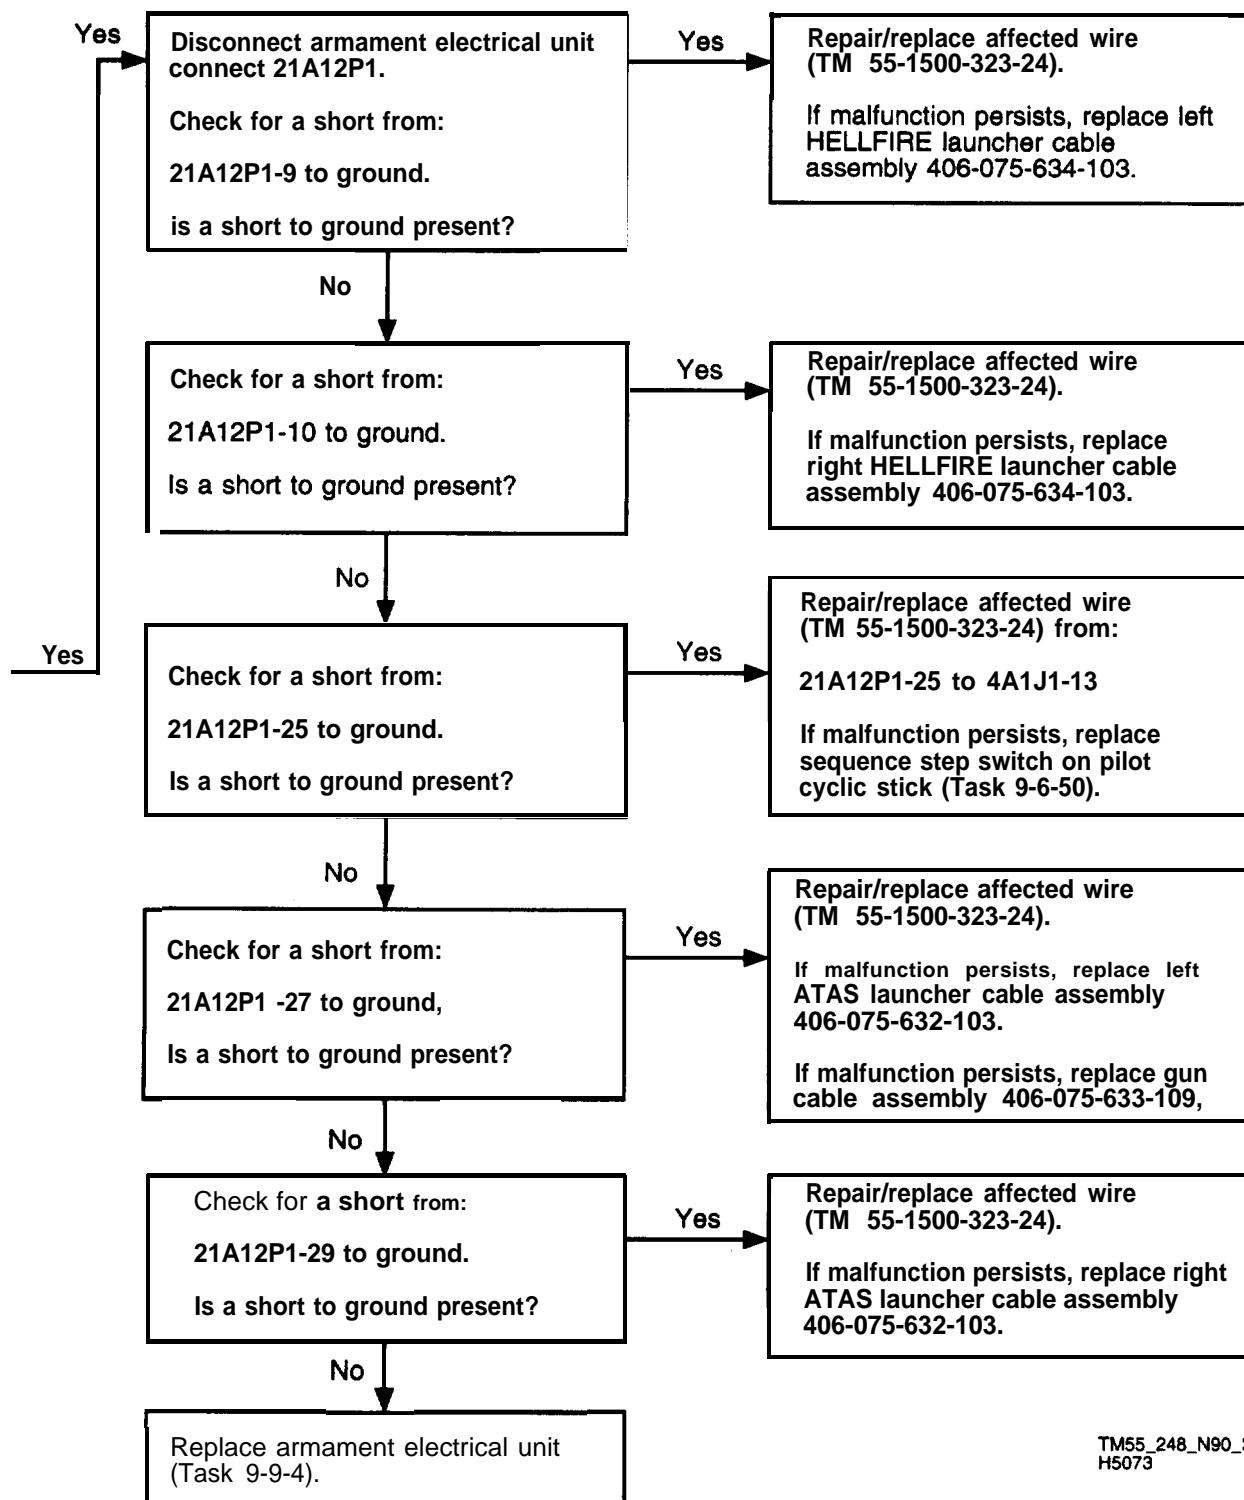 Yes
Disconnect armament electrical unit
connect 21A12P1.
Check for a short from:
21A12P1-9 to ground.
is a short to ground present?
Yes
Repair/replace affected wire
(TM 55-1500-323-24).
If malfunction persists, replace left
HELLFIRE launcher cable
assembly 406-075-634-103.
No
Check for a short from:
21A12P1-10 to ground.
Is a short to ground present?
Yes
Repair/replace affected wire
(TM 55-1500-323-24).
If malfunction persists, replace
right HELLFIRE launcher cable
assembly 406-075-634-103.
No
Yes
Check for a short from:
21A12P1-25 to ground.
Is a short to ground present?
Yes
Repair/replace affected wire
(TM 55-1500-323-24) from:
21A12P1-25 to 4A1J1-13
If malfunction persists, replace
sequence step switch on pilot
cyclic stick (Task 9-6-50).
No
Check for a short from:
21A12P1 -27 to ground,
Is a short to ground present?
Yes
Repair/replace affected wire
(TM 55-1500-323-24).
If malfunction persists, replace left
ATAS launcher cable assembly
406-075-632-103.
If malfunction persists, replace gun
cable assembly 406-075-633-109,
No
Check for a short from:
21A12P1-29 to ground.
Is a short to ground present?
Yes
Repair/replace affected wire
(TM 55-1500-323-24).
If malfunction persists, replace right
ATAS launcher cable assembly
406-075-632-103.
No
Replace armament electrical unit
(Task 9-9-4).
TM55_248_N90_
H5073